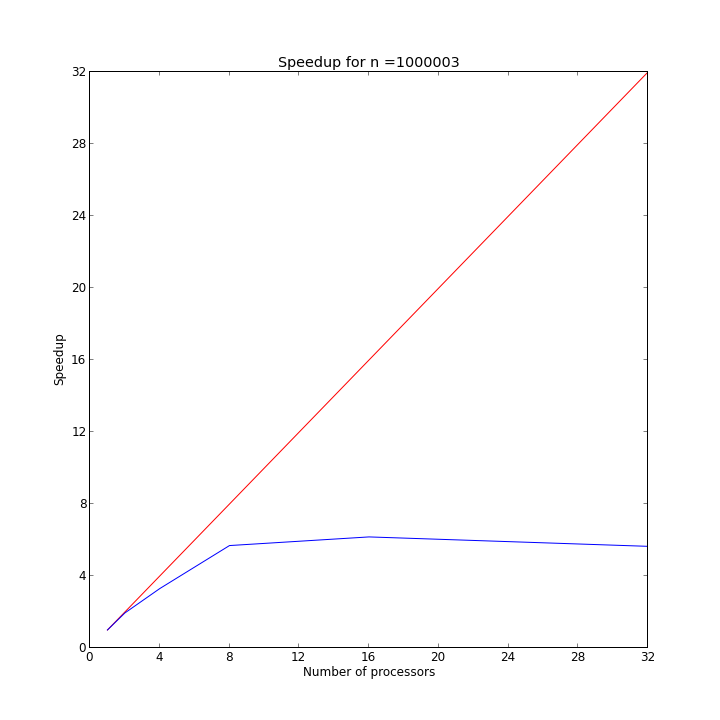 Speedup for n =1000003
32
28
24
20
16
12
8
4
0
Speedup
0 4 8 12 16 20 24 28 32
Number of processors